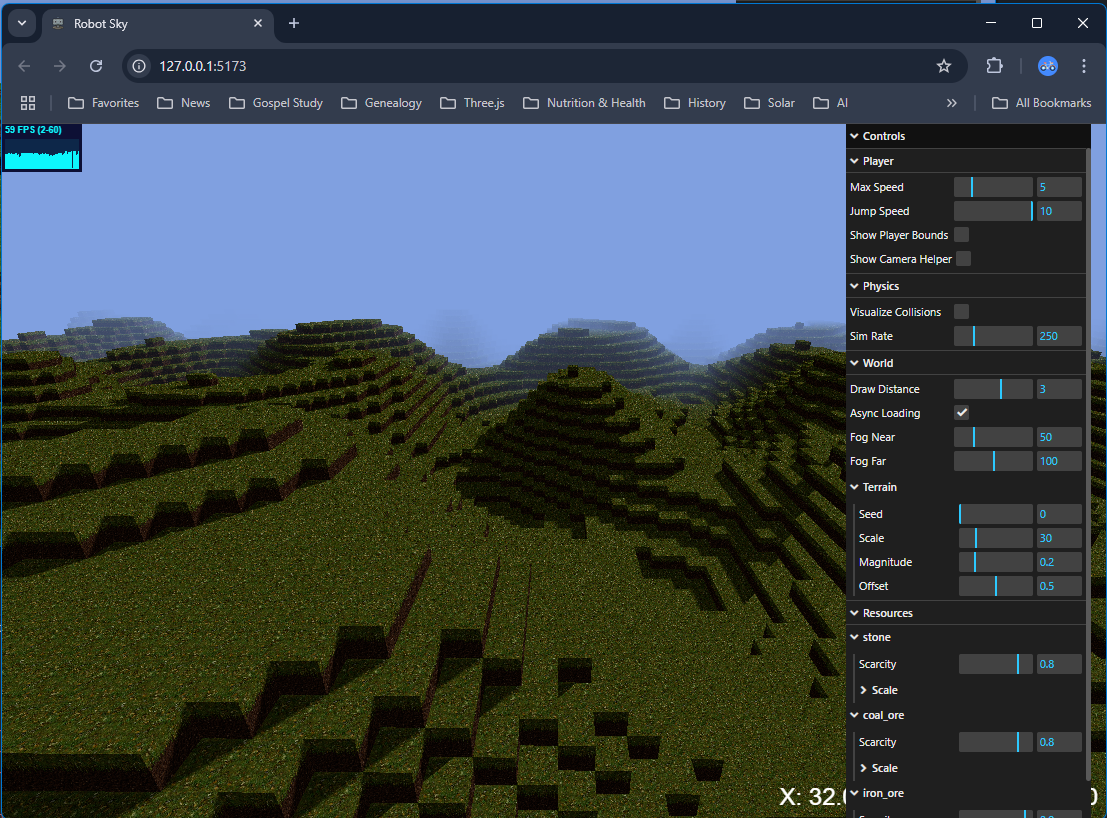 Robot Sky
127.0.0.1:5173
Favorites News Gospel Study Genealogy Three.js Nutrition & Health History Solar AI » All Bookmarks
59 FPS (2-60)
Controls
Player
Max Speed 5
Jump Speed 10
Show Player Bounds
Show Camera Helper
Physics
Visualize Collisions
Sim Rate 250
World
Draw Distance 3
Async Loading
Fog Near 50
Fog Far 100
Terrain
Seed 0
Scale 30
Magnitude 0.2
Offset 0.5
Resources
stone
Scarcity 0.8
Scale
coal_ore
Scarcity 0.8
Scale
iron_ore
X: 32.